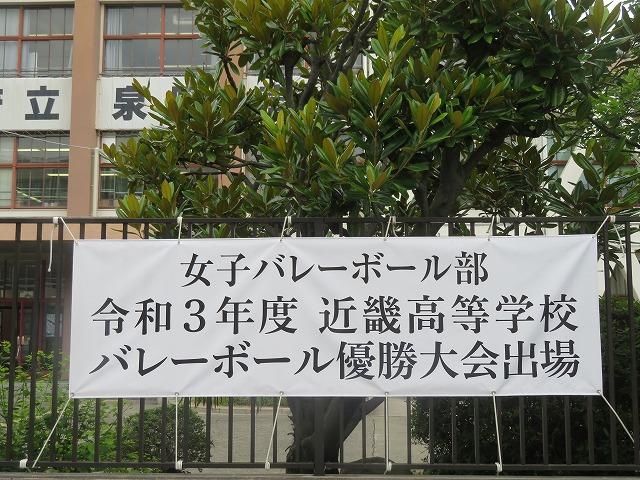 立 泉
女子バレーボール部
令和3年度 近畿高等学校
バレーボール優勝大会出場